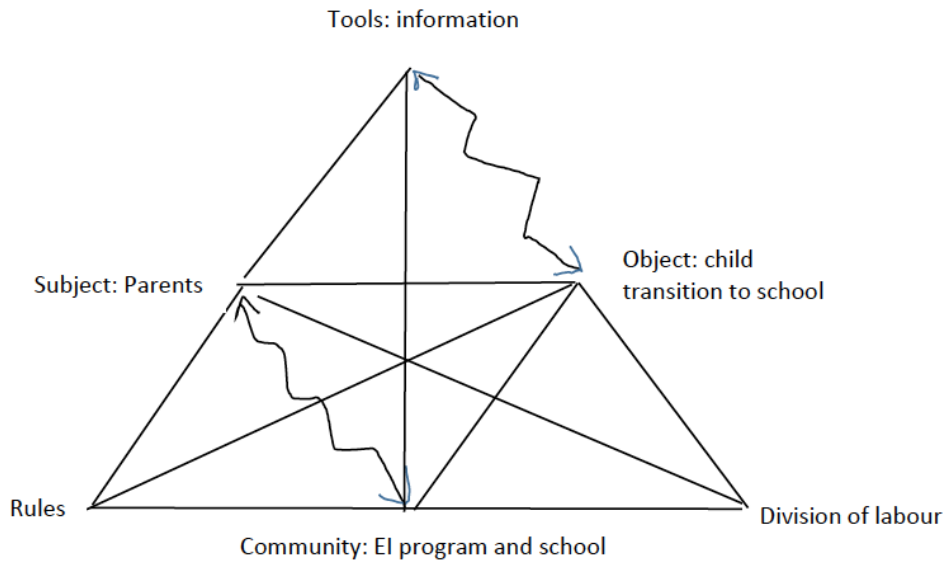 Tools: information
Subject: Parents
Object: child
transition to school
Rules
Division of labour
Community: EI program and school